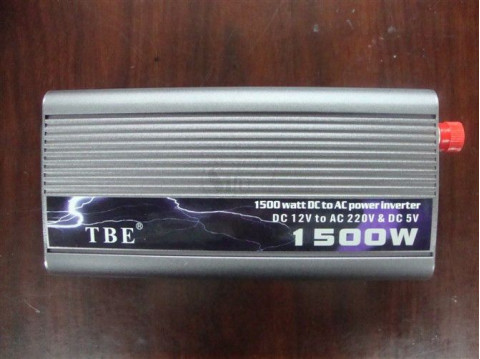 1500 watt DC to AC power inverter
DC 12V to AC 220V & DC 5V
TBE®
1500W